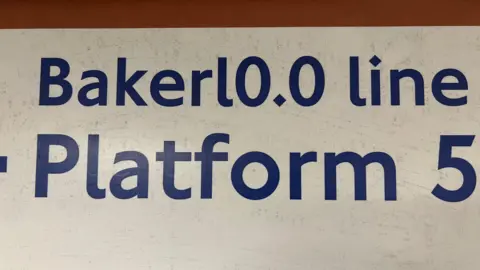 Bakerl0.0 line
Platform 5